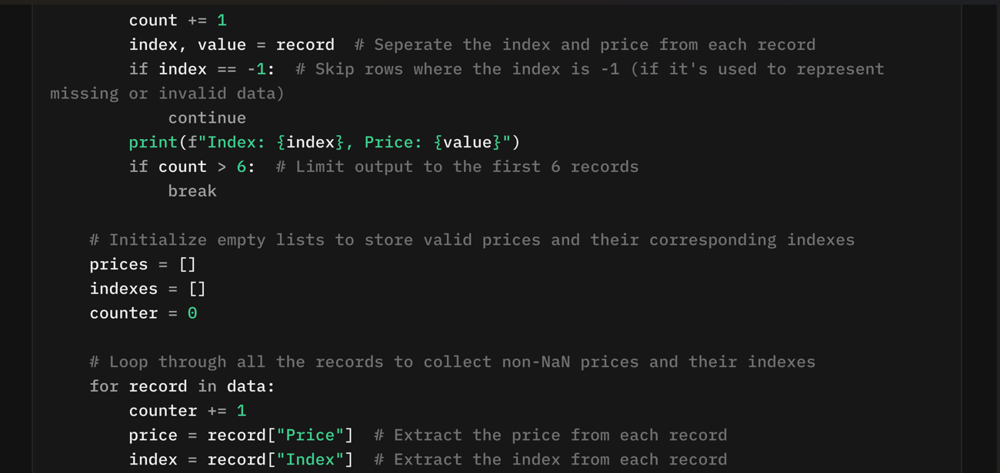 count += 1
index, value = record  # Seperate the index and price from each record
if index == -1:  # Skip rows where the index is -1 (if it's used to represent
missing or invalid data)
continue
print(f"Index: {index}, Price: {value}")
if count > 6:  # Limit output to the first 6 records
break
# Initialize empty lists to store valid prices and their corresponding indexes
prices = []
indexes = []
counter = 0
# Loop through all the records to collect non-NaN prices and their indexes
for record in data:
counter += 1
price = record["Price"]  # Extract the price from each record
index = record["Index"]  # Extract the index from each record